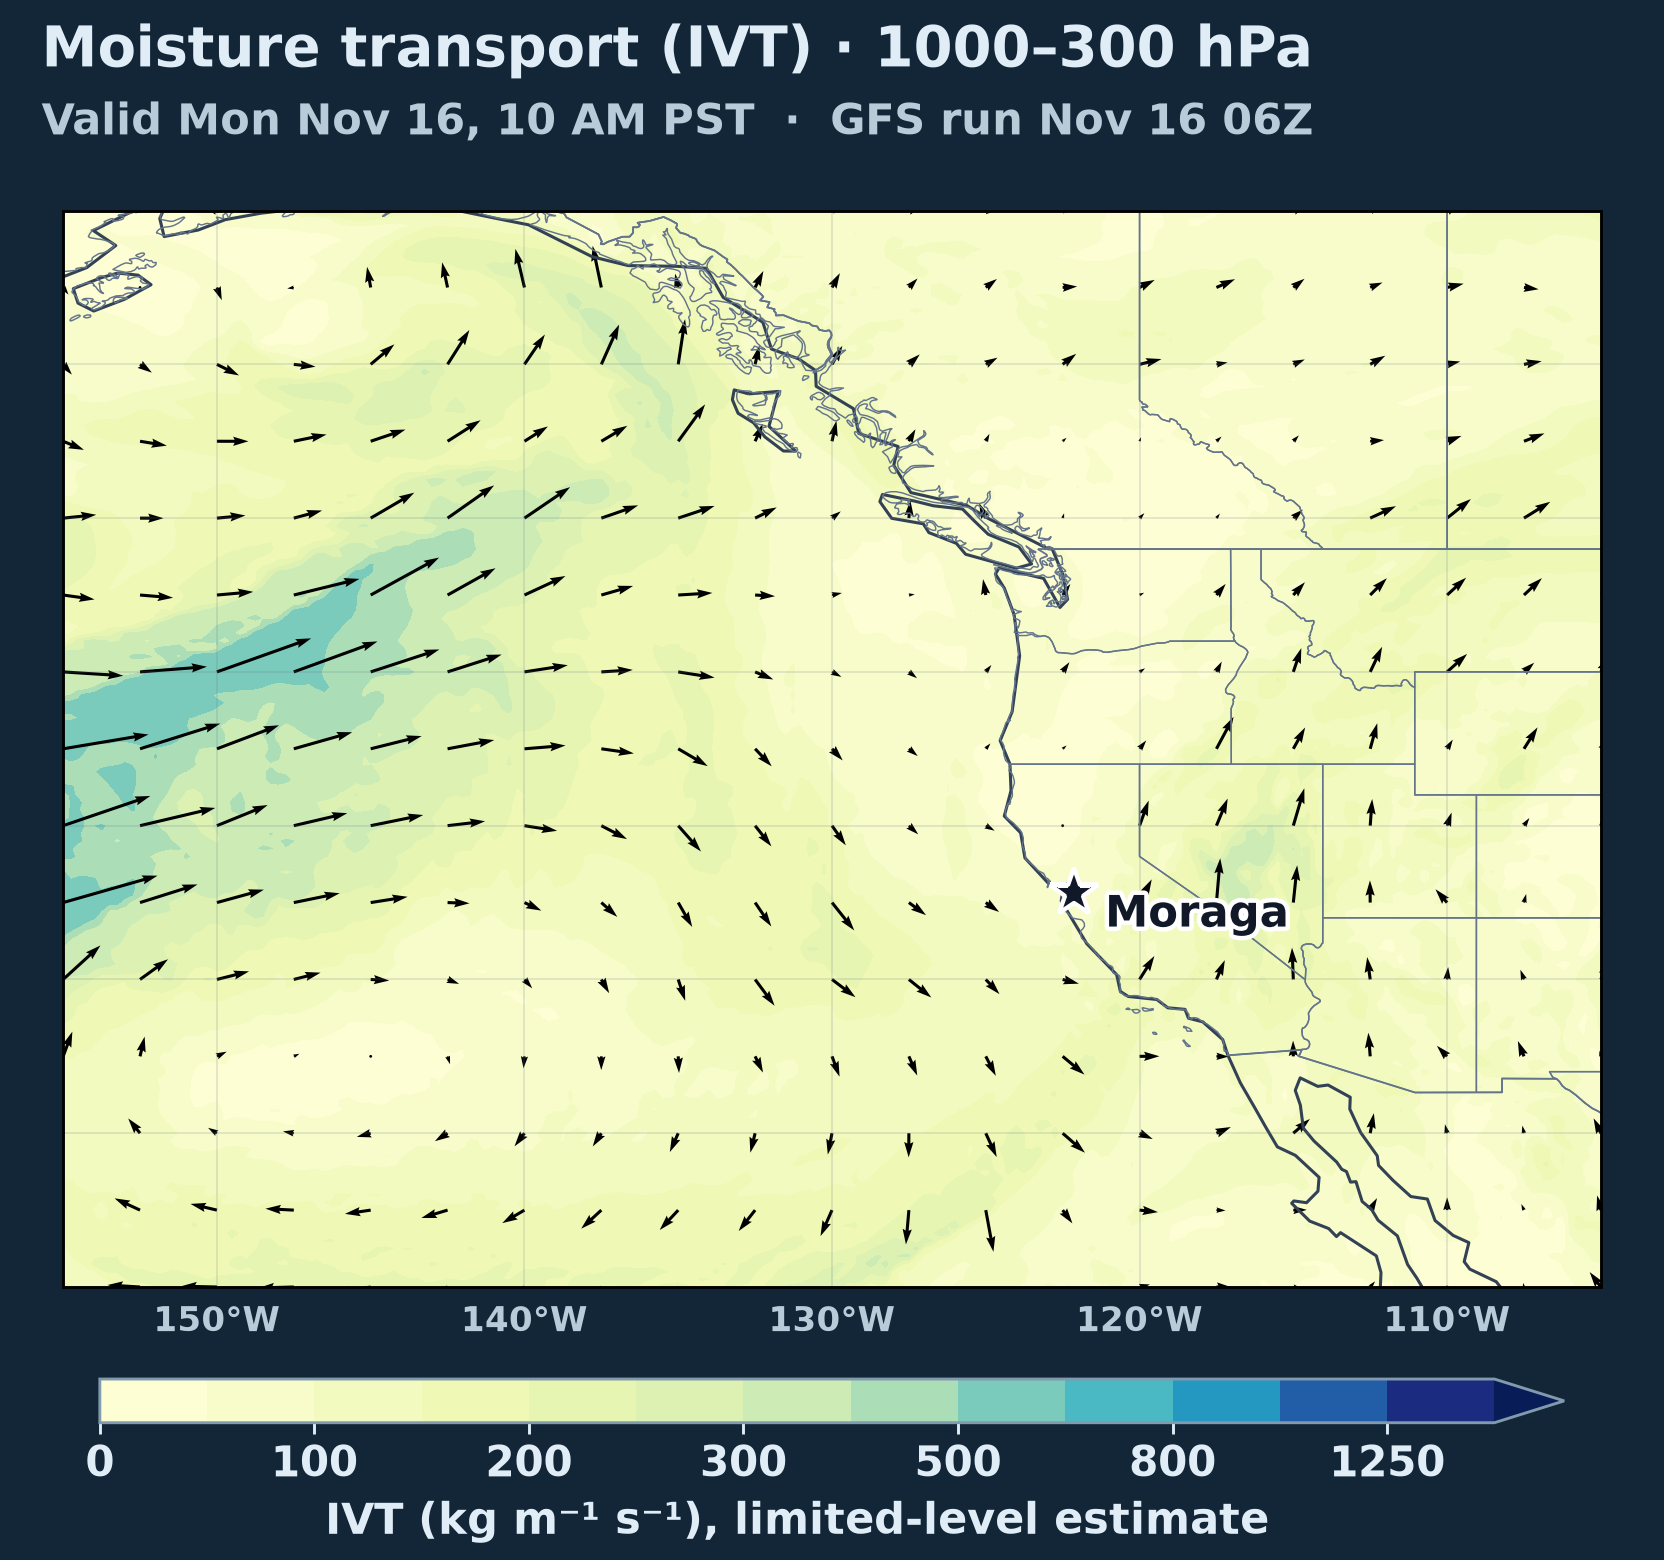 Moisture transport (IVT) · 1000–300 hPa
Valid Mon Nov 16, 10 AM PST · GFS run Nov 16 06Z
Moraga
150°W 140°W 130°W 120°W 110°W
0 100 200 300 500 800 1250
IVT (kg m⁻¹ s⁻¹), limited-level estimate